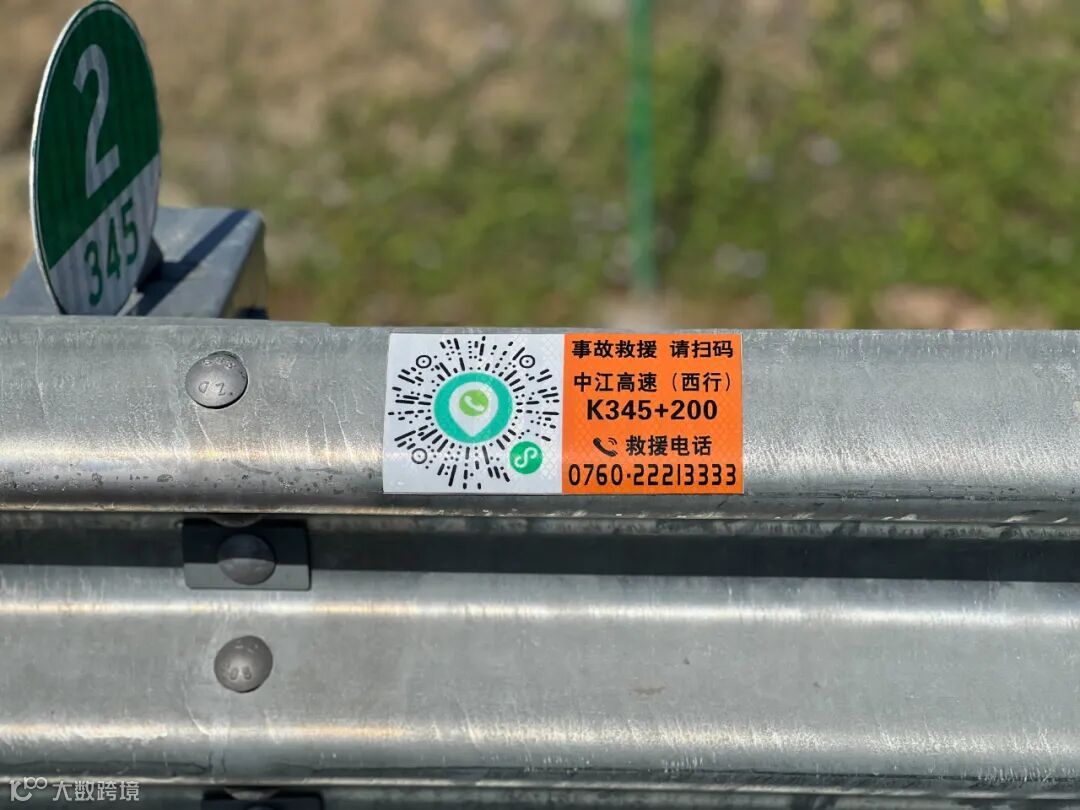 2
345
事故救援 请扫码
中江高速（西行）
K345+200
救援电话
0760-22213333
大数跨境